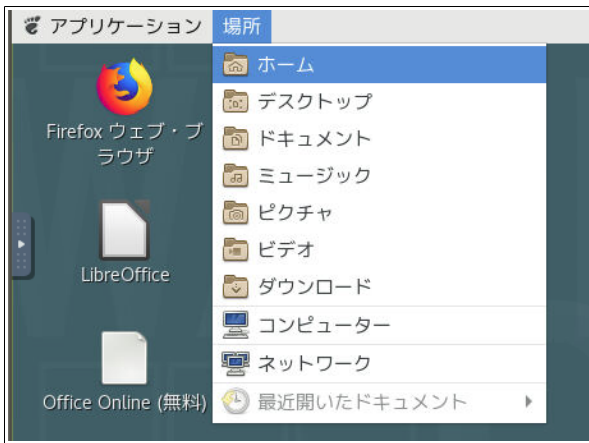 アプリケーション 場所
ホーム
デスクトップ
ドキュメント
ミュージック
ピクチャ
ビデオ
ダウンロード
コンピューター
ネットワーク
最近開いたドキュメント
Firefox ウェブ・ブ
ラウザ
LibreOffice
Office Online (無料)